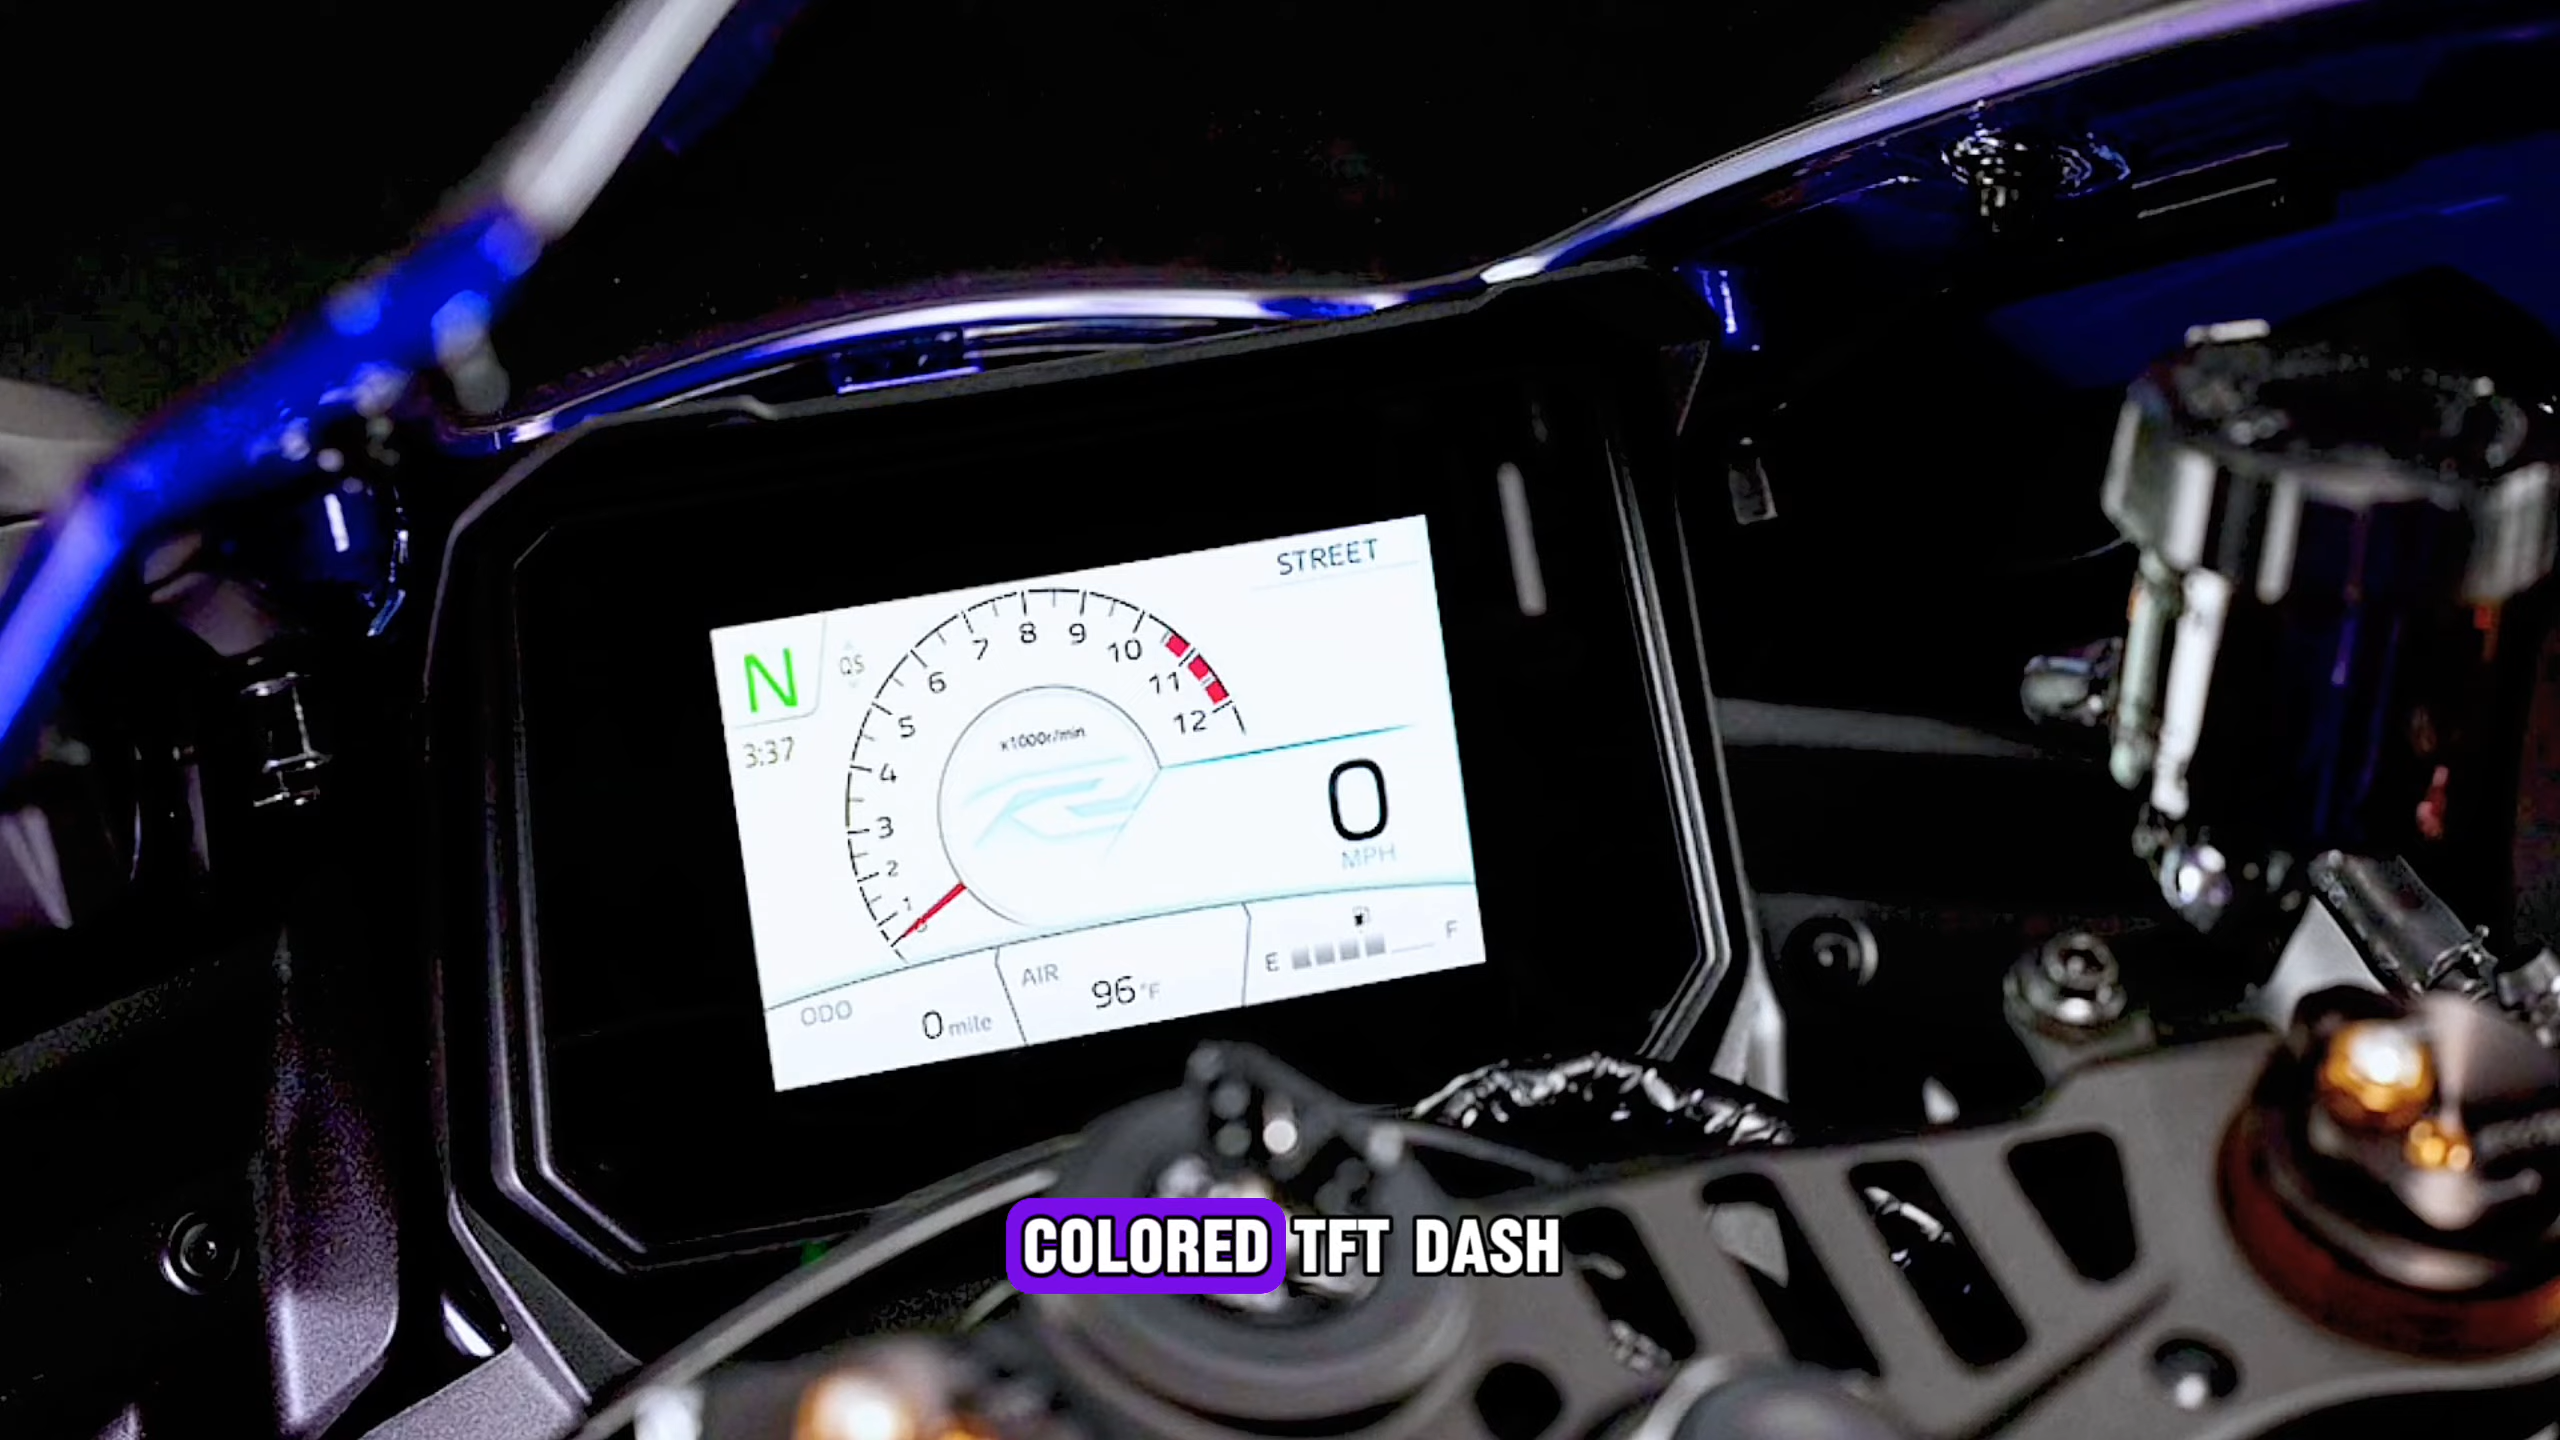 STREET
N
QS
3:37
1
2
3
4
5
6
7
8
9
10
11
12
x1000r/min
0
MPH
ODO
0 mile
AIR
96 °F
E
F
COLORED TFT DASH